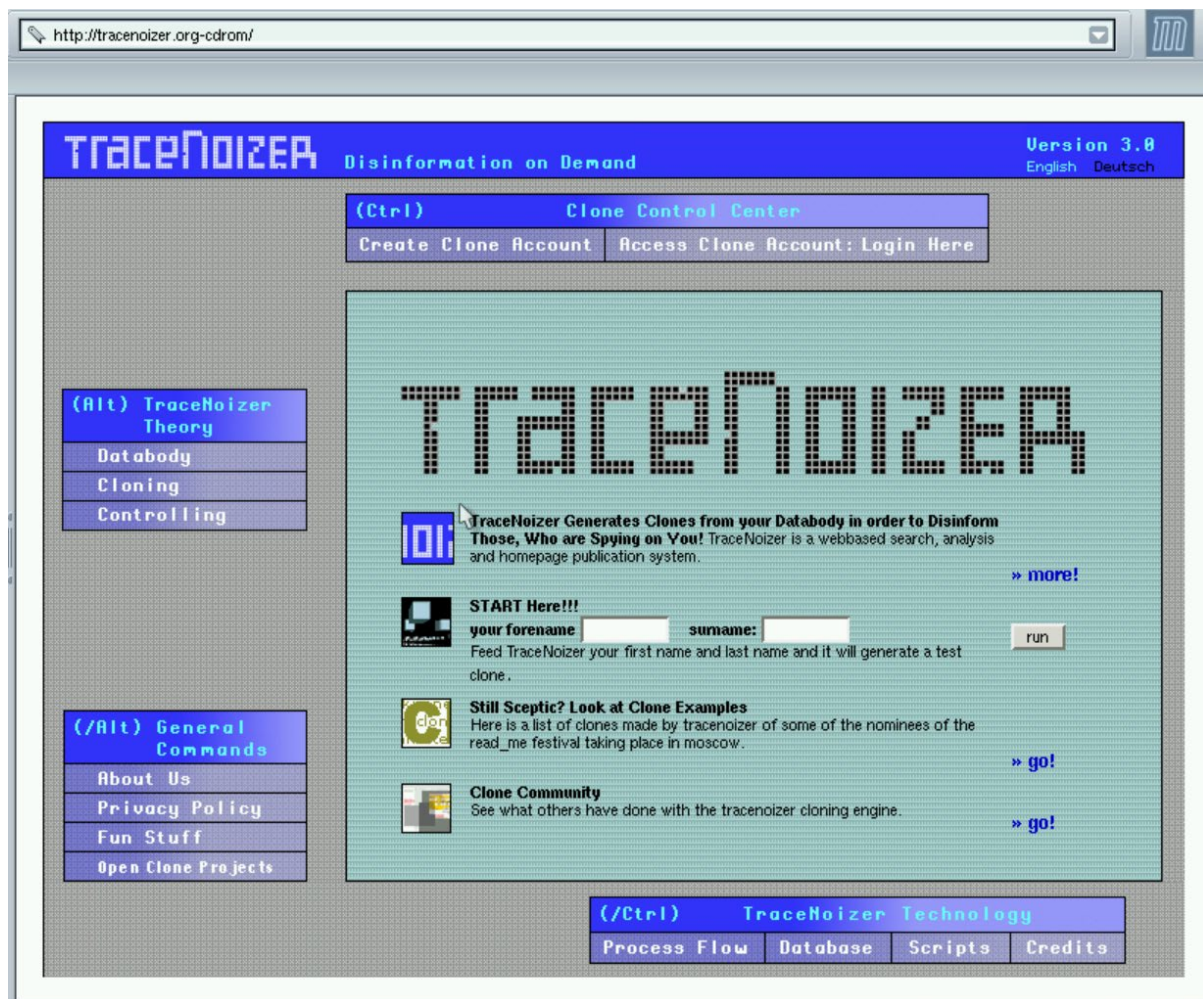 http://tracenoizer.org-cdrom/
TraceNoizer
Disinformation on Demand
Version 3.0
English Deutsch
(Ctrl) Clone Control Center
Create Clone Account
Access Clone Account: Login Here
(Alt) TraceNoizer
Theory
Databody
Cloning
Controlling
TraceNoizer
TraceNoizer Generates Clones from your Databody in order to Disinform
Those, Who are Spying on You! TraceNoizer is a webbased search, analysis
and homepage publication system.
» more!
START Here!!!
your forename surname:
run
Feed TraceNoizer your first name and last name and it will generate a test
clone.
Still Sceptic? Look at Clone Examples
Here is a list of clones made by tracenoizer of some of the nominees of the
read_me festival taking place in moscow.
» go!
Clone Community
See what others have done with the tracenoizer cloning engine.
» go!
(/Alt) General
Commands
About Us
Privacy Policy
Fun Stuff
Open Clone Projects
(/Ctrl) TraceNoizer Technology
Process Flow
Database
Scripts
Credits